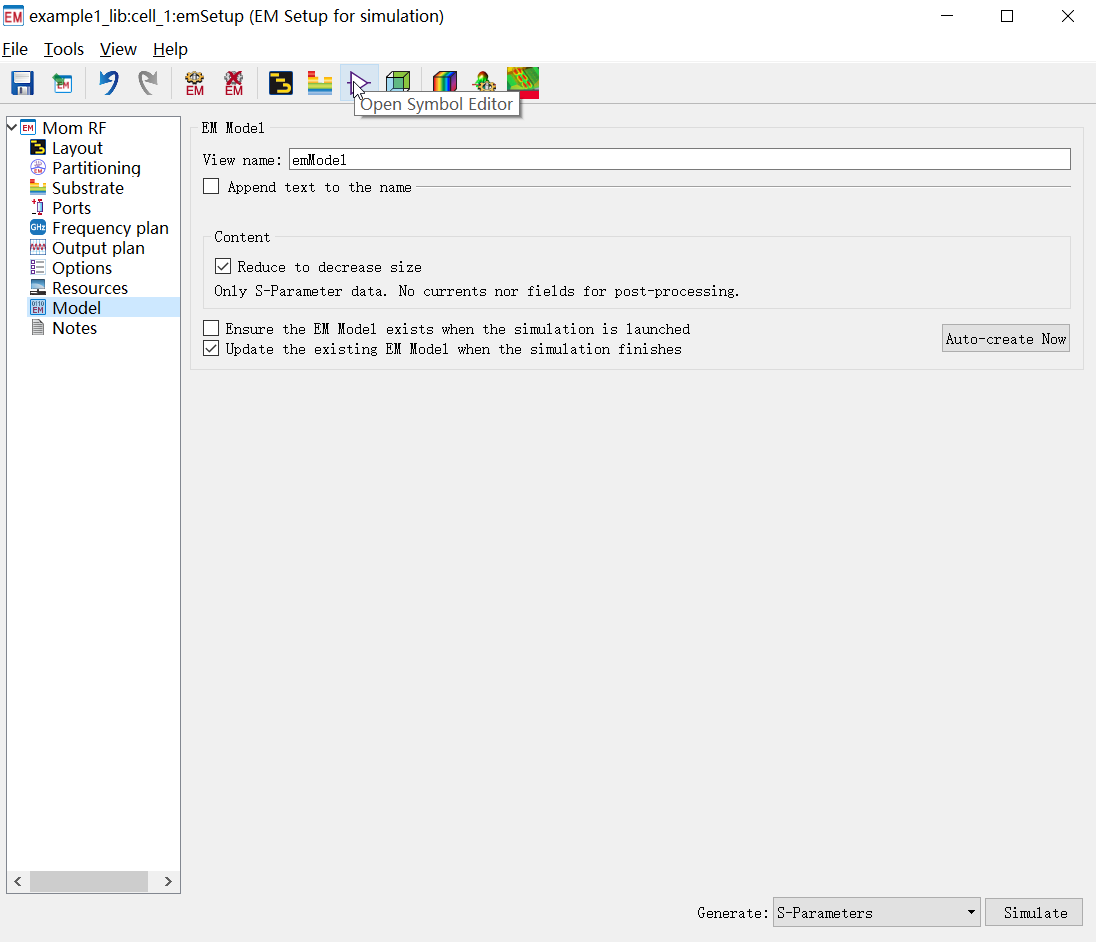 EM example1_lib:cell_1:emSetup (EM Setup for simulation)
File Tools View Help
EM EM EM
Open Symbol Editor
EM Mom RF
Layout
Partitioning
Substrate
Ports
GHz Frequency plan
Output plan
Options
Resources
0110 EM Model
Notes
EM Model
View name: emModel
Append text to the name
Content
Reduce to decrease size
Only S-Parameter data. No currents nor fields for post-processing.
Ensure the EM Model exists when the simulation is launched
Update the existing EM Model when the simulation finishes
Auto-create Now
Generate: S-Parameters Simulate